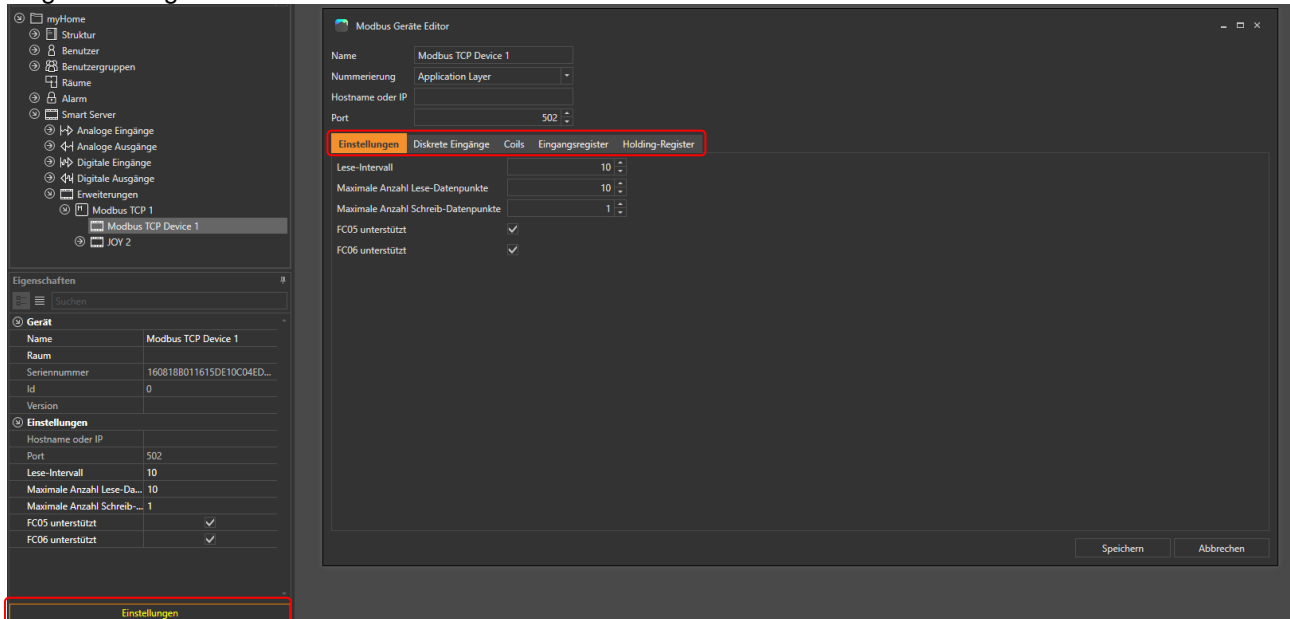 myHome
Struktur
Benutzer
Benutzergruppen
Räume
Alarm
Smart Server
Analoge Eingänge
Analoge Ausgänge
Digitale Eingänge
Digitale Ausgänge
Erweiterungen
Modbus TCP 1
Modbus TCP Device 1
JOY 2
Eigenschaften
Suchen
Gerät
Name Modbus TCP Device 1
Raum
Seriennummer 160818B011615DE10C04ED...
Id 0
Version
Einstellungen
Hostname oder IP
Port 502
Lese-Intervall 10
Maximale Anzahl Lese-Da... 10
Maximale Anzahl Schreib-... 1
FC05 unterstützt
FC06 unterstützt
Einstellungen
Modbus Geräte Editor
Name Modbus TCP Device 1
Nummerierung Application Layer
Hostname oder IP
Port 502
Einstellungen Diskrete Eingänge Coils Eingangsregister Holding-Register
Lese-Intervall 10
Maximale Anzahl Lese-Datenpunkte 10
Maximale Anzahl Schreib-Datenpunkte 1
FC05 unterstützt
FC06 unterstützt
Speichern Abbrechen